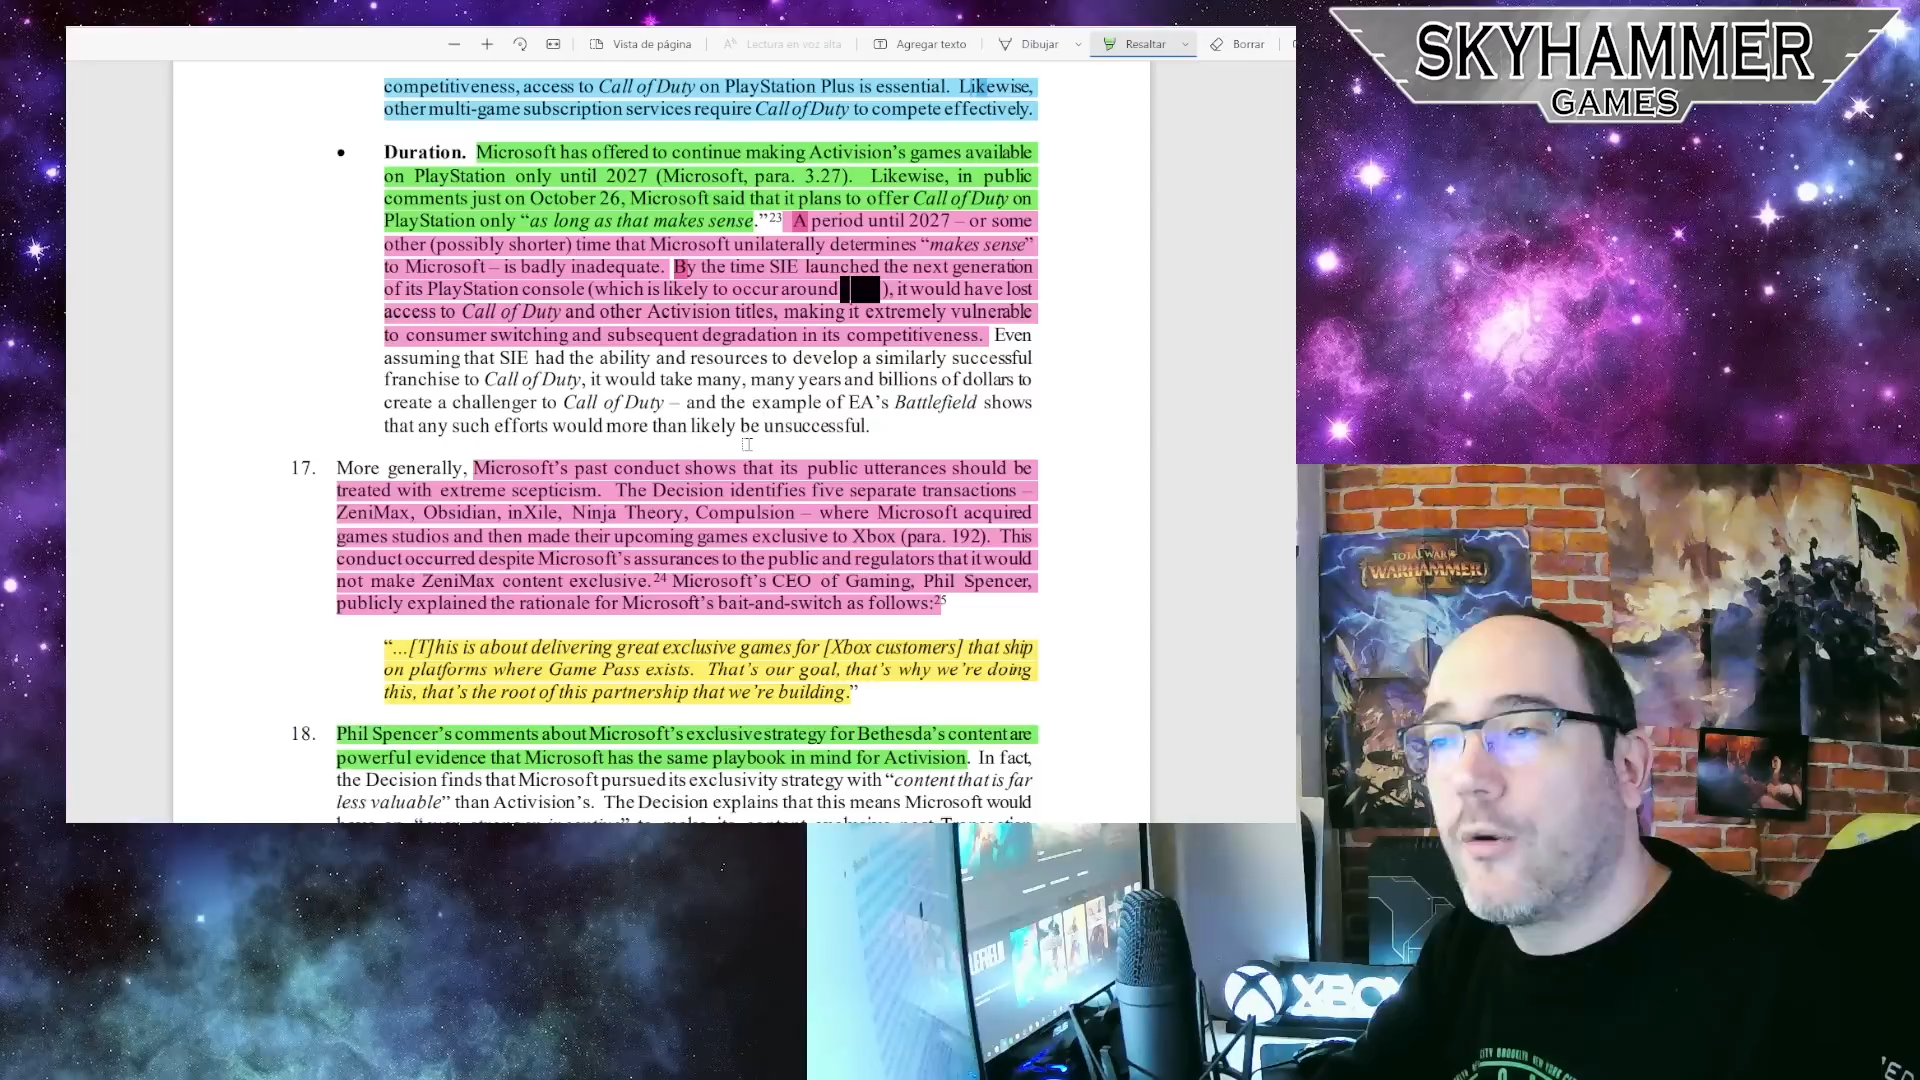 Vista de página
Lectura en voz alta
Agregar texto
Dibujar
Resaltar
Borrar
SKYHAMMER
GAMES
competitiveness, access to Call of Duty on PlayStation Plus is essential. Likewise,
other multi-game subscription services require Call of Duty to compete effectively.
• Duration. Microsoft has offered to continue making Activision's games available
on PlayStation only until 2027 (Microsoft, para. 3.27). Likewise, in public
comments just on October 26, Microsoft said that it plans to offer Call of Duty on
PlayStation only “as long as that makes sense.”23 A period until 2027 – or some
other (possibly shorter) time that Microsoft unilaterally determines “makes sense”
to Microsoft – is badly inadequate. By the time SIE launched the next generation
of its PlayStation console (which is likely to occur around ), it would have lost
access to Call of Duty and other Activision titles, making it extremely vulnerable
to consumer switching and subsequent degradation in its competitiveness. Even
assuming that SIE had the ability and resources to develop a similarly successful
franchise to Call of Duty, it would take many, many years and billions of dollars to
create a challenger to Call of Duty – and the example of EA's Battlefield shows
that any such efforts would more than likely be unsuccessful.
17. More generally, Microsoft's past conduct shows that its public utterances should be
treated with extreme scepticism. The Decision identifies five separate transactions –
ZeniMax, Obsidian, inXile, Ninja Theory, Compulsion – where Microsoft acquired
games studios and then made their upcoming games exclusive to Xbox (para. 192). This
conduct occurred despite Microsoft's assurances to the public and regulators that it would
not make ZeniMax content exclusive.24 Microsoft's CEO of Gaming, Phil Spencer,
publicly explained the rationale for Microsoft's bait-and-switch as follows:25
“…[T]his is about delivering great exclusive games for [Xbox customers] that ship
on platforms where Game Pass exists. That's our goal, that's why we're doing
this, that's the root of this partnership that we're building.”
18. Phil Spencer's comments about Microsoft's exclusive strategy for Bethesda's content are
powerful evidence that Microsoft has the same playbook in mind for Activision. In fact,
the Decision finds that Microsoft pursued its exclusivity strategy with “content that is far
less valuable” than Activision's. The Decision explains that this means Microsoft would
TOTAL WAR
WARHAMMER
XBOX